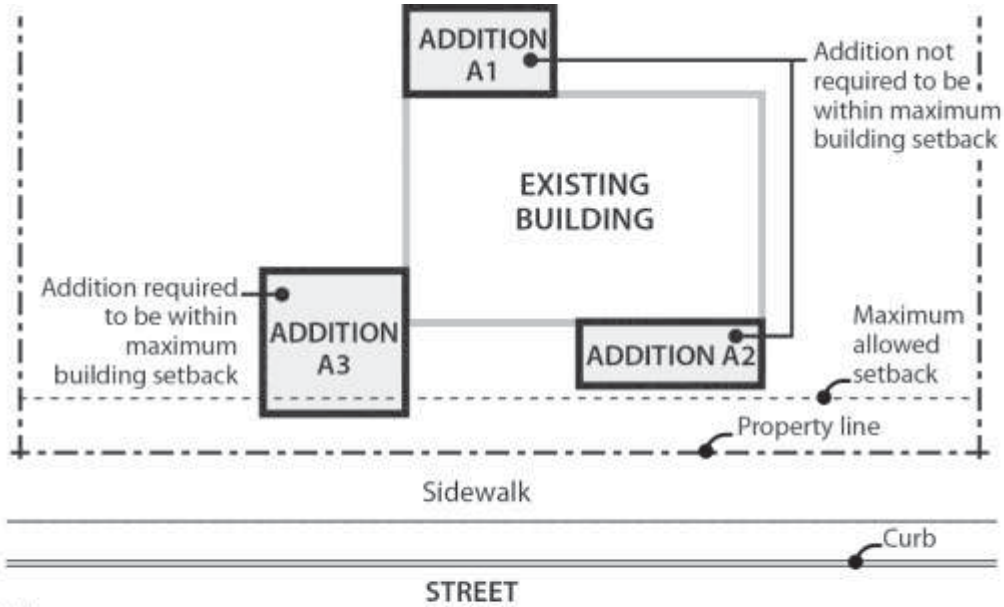 ADDITION
A1
Addition not
required to be
within maximum
building setback
EXISTING
BUILDING
Addition required
to be within
maximum
building setback
ADDITION
A3
ADDITION A2
Maximum
allowed
setback
Property line
Sidewalk
Curb
STREET